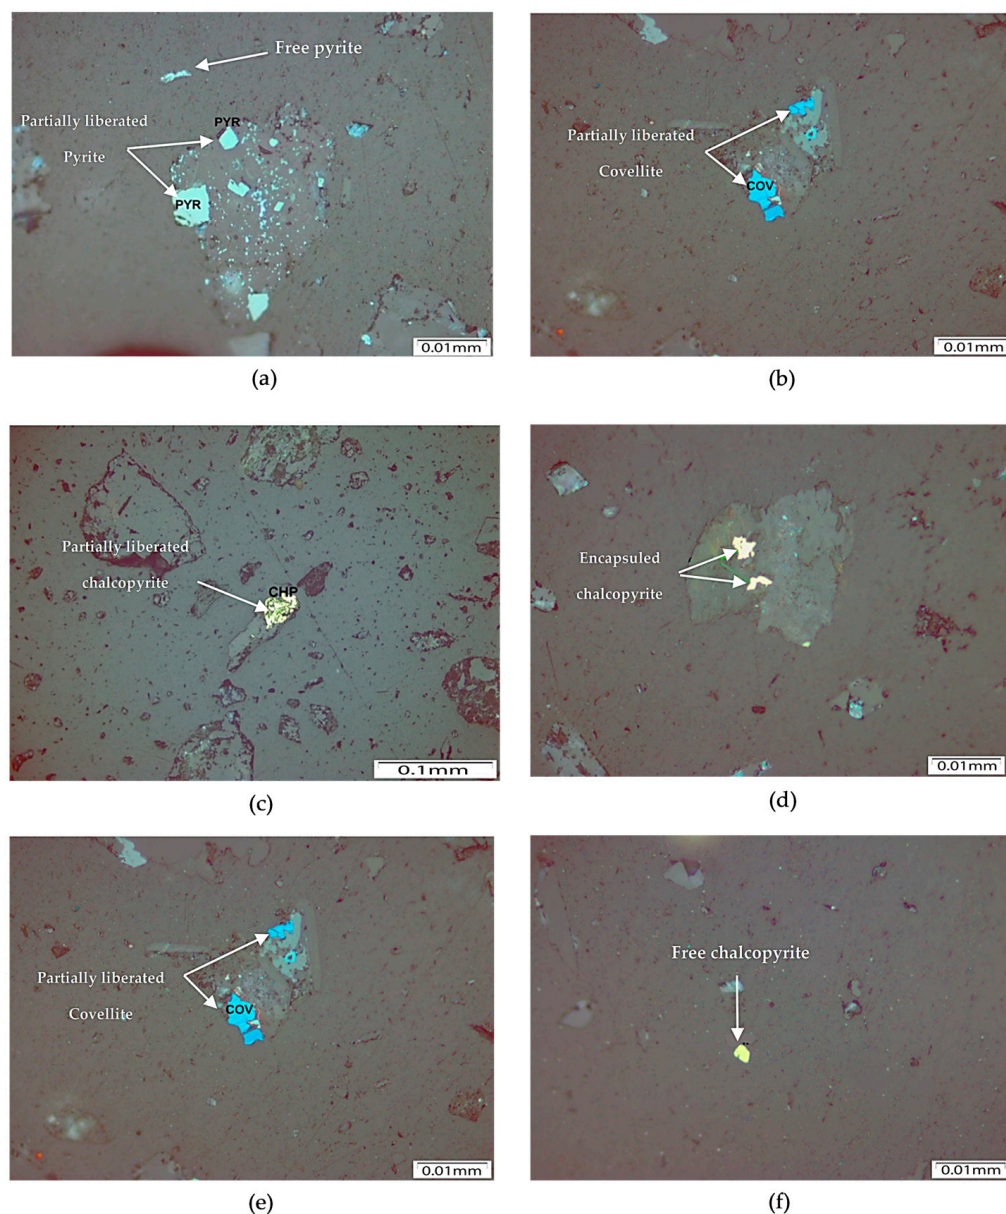 Free pyrite
PYR
Partially liberated
Pyrite
PYR
0.01mm
(a)
Partially liberated
Covellite
COV
0.01mm
(b)
Partially liberated
chalcopyrite
CHP
0.1mm
(c)
Encapsuled
chalcopyrite
0.01mm
(d)
Partially liberated
Covellite
COV
0.01mm
(e)
Free chalcopyrite
0.01mm
(f)